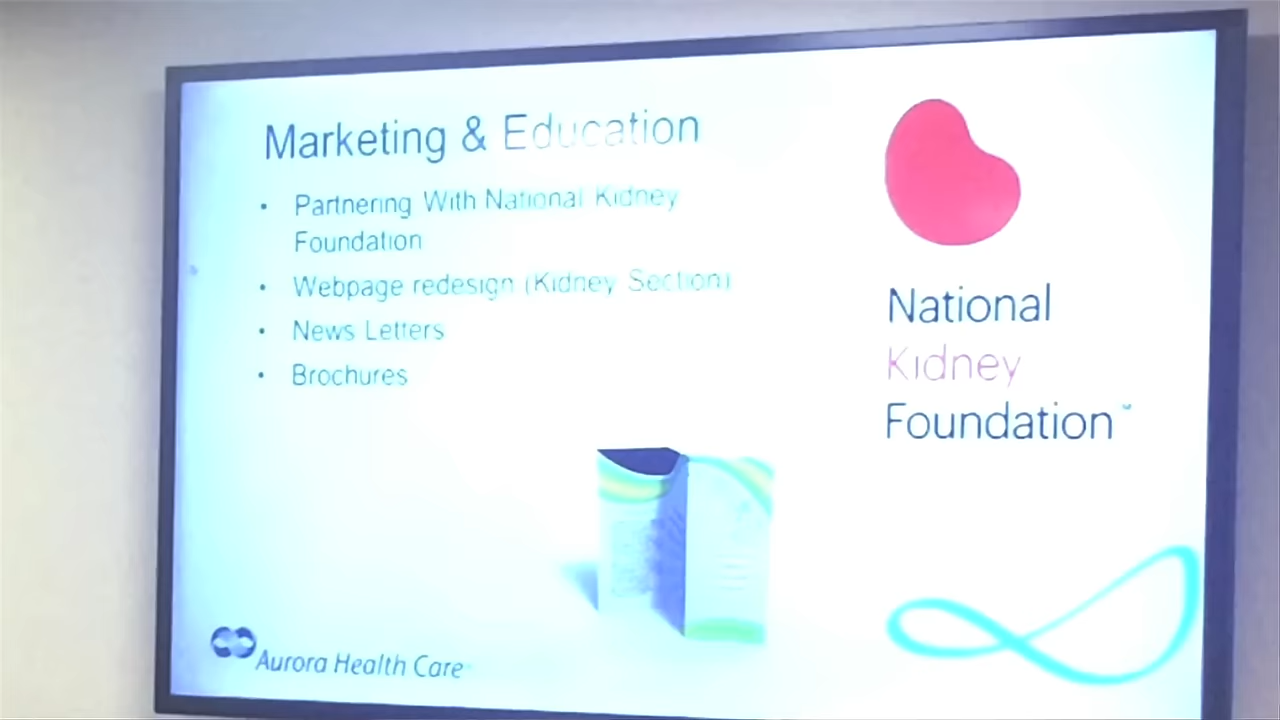 Marketing & Education
• Partnering With National Kidney
Foundation
• Webpage redesign (Kidney Section)
• News Letters
• Brochures
National
Kidney
Foundation
Aurora Health Care